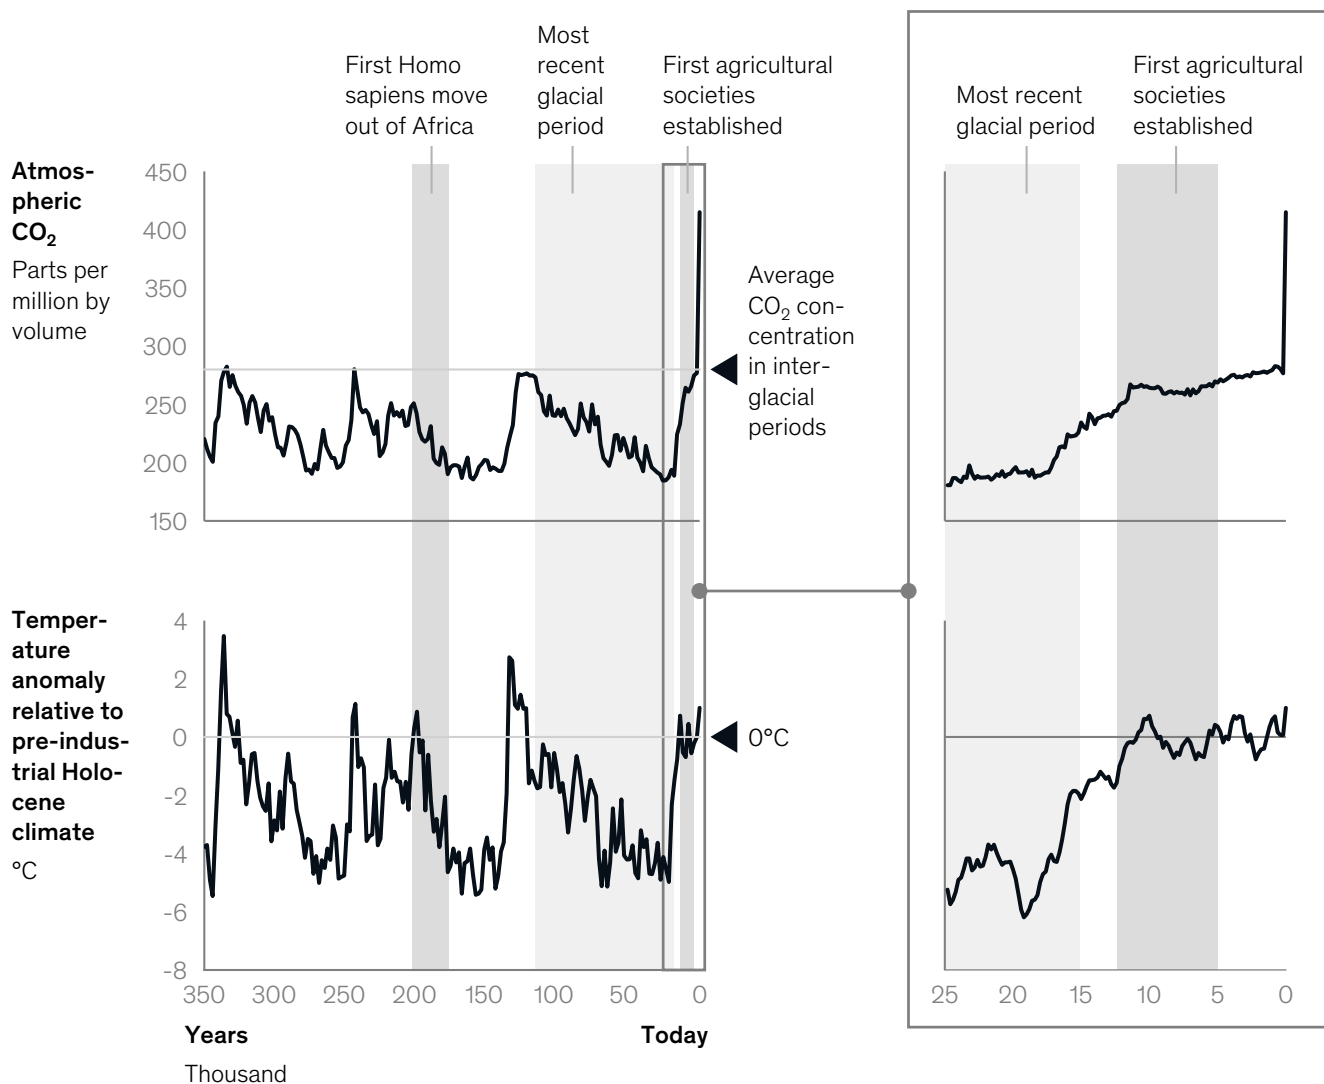 First Homo
sapiens move
out of Africa
Most
recent
glacial
period
First agricultural
societies
established
Most recent
glacial period
First agricultural
societies
established
Atmos-
pheric
CO₂
Parts per
million by
volume
450
400
350
300
250
200
150
Average
CO₂ con-
centration
in inter-
glacial
periods
Temper-
ature
anomaly
relative to
pre-indus-
trial Holo-
cene
climate
°C
4
2
0
-2
-4
-6
-8
0°C
350 300 250 200 150 100 50 0
Years
Today
Thousand
25 20 15 10 5 0